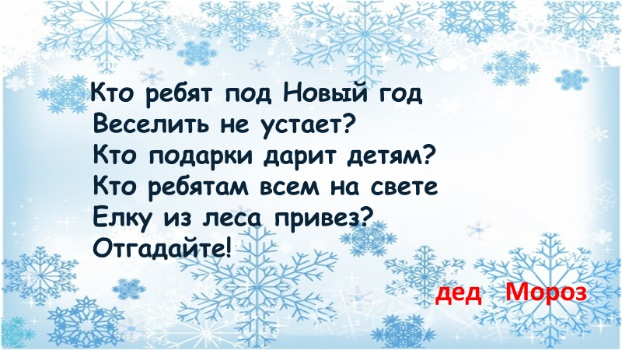 Кто ребят под Новый год
Веселить не устает?
Кто подарки дарит детям?
Кто ребятам всем на свете
Елку из леса привез?
Отгадайте!
дед Мороз